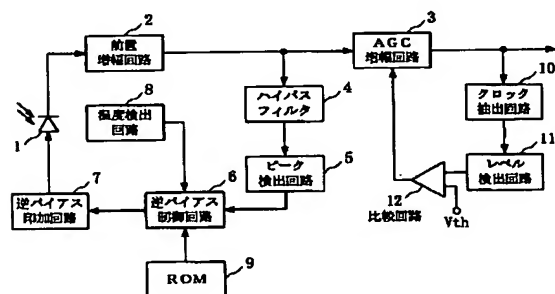 2
前置
増幅回路
3
AGC
増幅回路
10
クロック
抽出回路
8
温度検出
回路
1
ハイパス
フィルタ
4
11
レベル
検出回路
7
逆バイアス
印加回路
6
逆バイアス
制御回路
ピーク
検出回路
5
12
比較回路
Vth
ROM
9